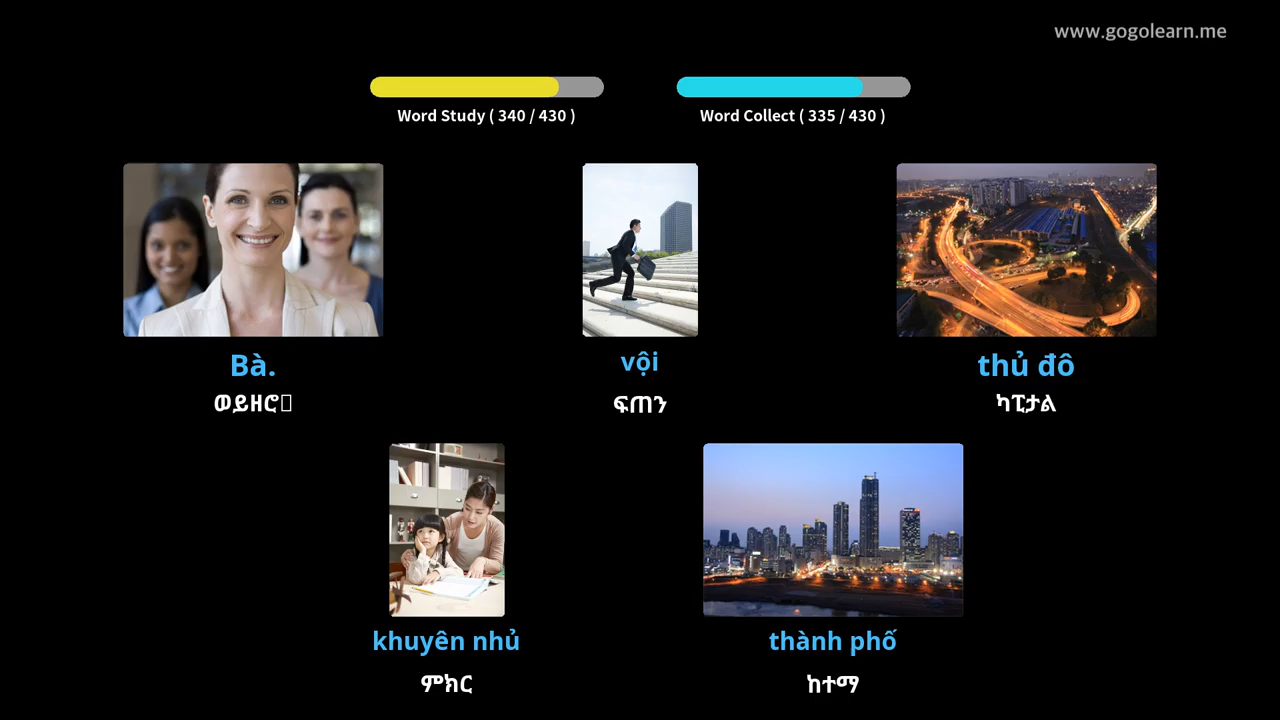 www.gogolearn.me
Word Study ( 340 / 430 )
Word Collect ( 335 / 430 )
Bà.
ወይዘሮ
vội
ፍጠን
thủ đô
ካፒታል
khuyên nhủ
ምክር
thành phố
ከተማ